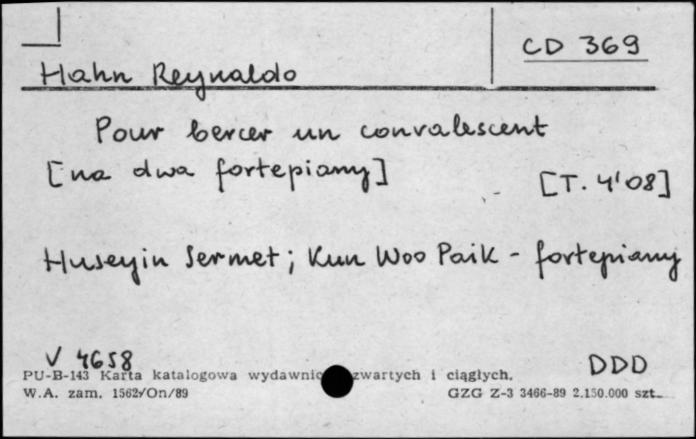 CD 369
Hahn Reynaldo
Pour bercer un convalescent
[na dwa fortepiany]
[T. 4'08]
Huseyin Sermet; Kun Woo Paik - fortepiany
V 4658
DDD
PU-B-143 Karta katalogowa wydawnic zwartych i ciągłych.
W.A. zam. 1562/On/89
GZG Z-3 3466-89 2.150.000 szt.